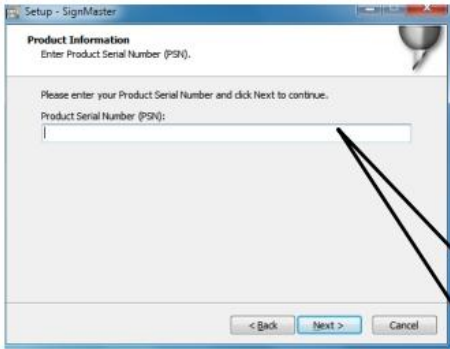 Setup - SignMaster
Product Information
Enter Product Serial Number (PSN).
Please enter your Product Serial Number and click Next to continue.
Product Serial Number (PSN):
< Back
Next >
Cancel